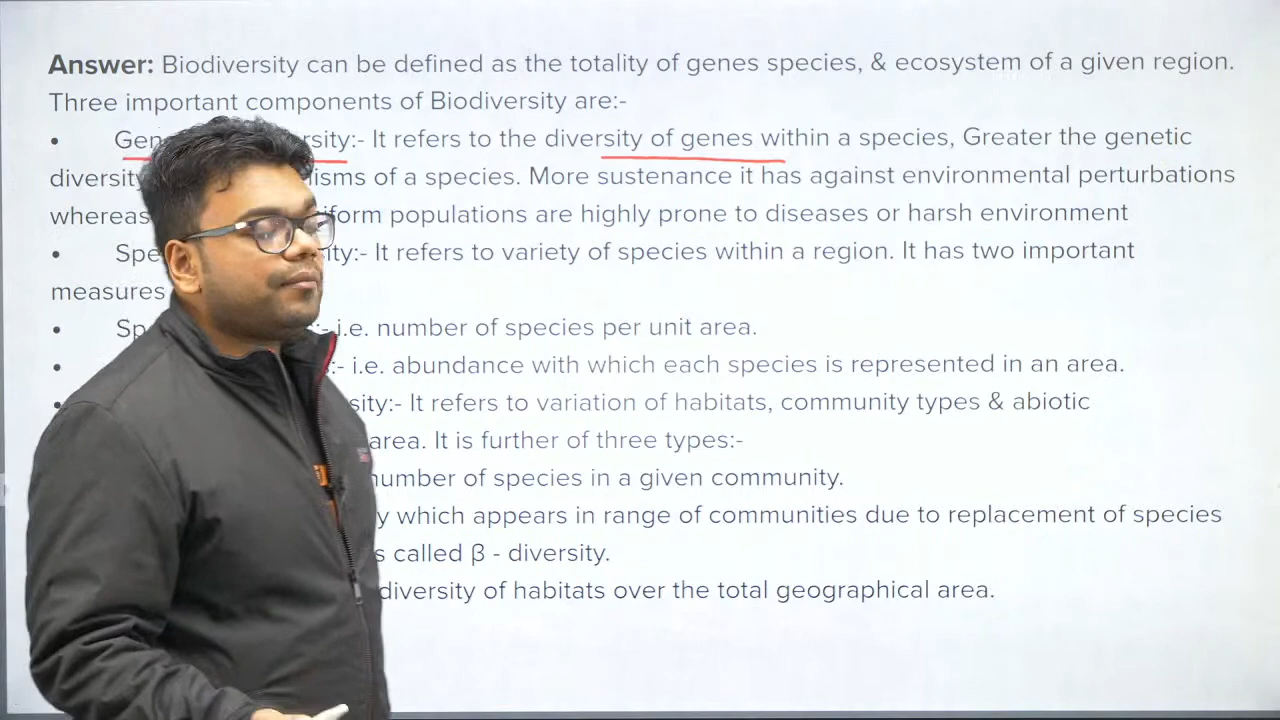 Answer: Biodiversity can be defined as the totality of genes species, & ecosystem of a given region.
Three important components of Biodiversity are:-
• Gen rsity:- It refers to the diversity of genes within a species, Greater the genetic
diversity isms of a species. More sustenance it has against environmental perturbations
whereas iform populations are highly prone to diseases or harsh environment
• Spe ity:- It refers to variety of species within a region. It has two important
measures
• Sp :- i.e. number of species per unit area.
• :- i.e. abundance with which each species is represented in an area.
• sity:- It refers to variation of habitats, community types & abiotic
area. It is further of three types:-
number of species in a given community.
y which appears in range of communities due to replacement of species
s called β - diversity.
diversity of habitats over the total geographical area.